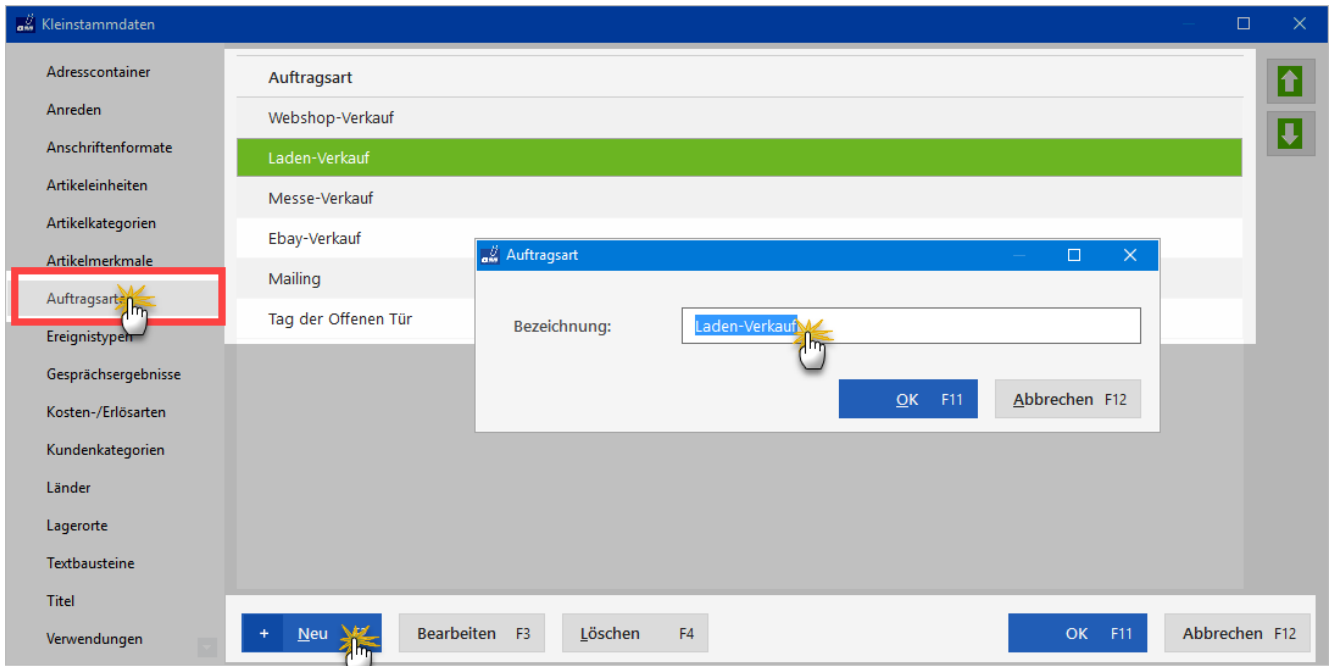 Kleinstammdaten
Adresscontainer
Anreden
Anschriftenformate
Artikeleinheiten
Artikelkategorien
Artikelmerkmale
Auftragsart
Ereignistypen
Gesprächsergebnisse
Kosten-/Erlösarten
Kundenkategorien
Länder
Lagerorte
Textbausteine
Titel
Verwendungen
Auftragsart
Webshop-Verkauf
Laden-Verkauf
Messe-Verkauf
Ebay-Verkauf
Mailing
Tag der Offenen Tür
Auftragsart
Bezeichnung: Laden-Verkauf
OK F11 Abbrechen F12
+ Neu Bearbeiten F3 Löschen F4 OK F11 Abbrechen F12